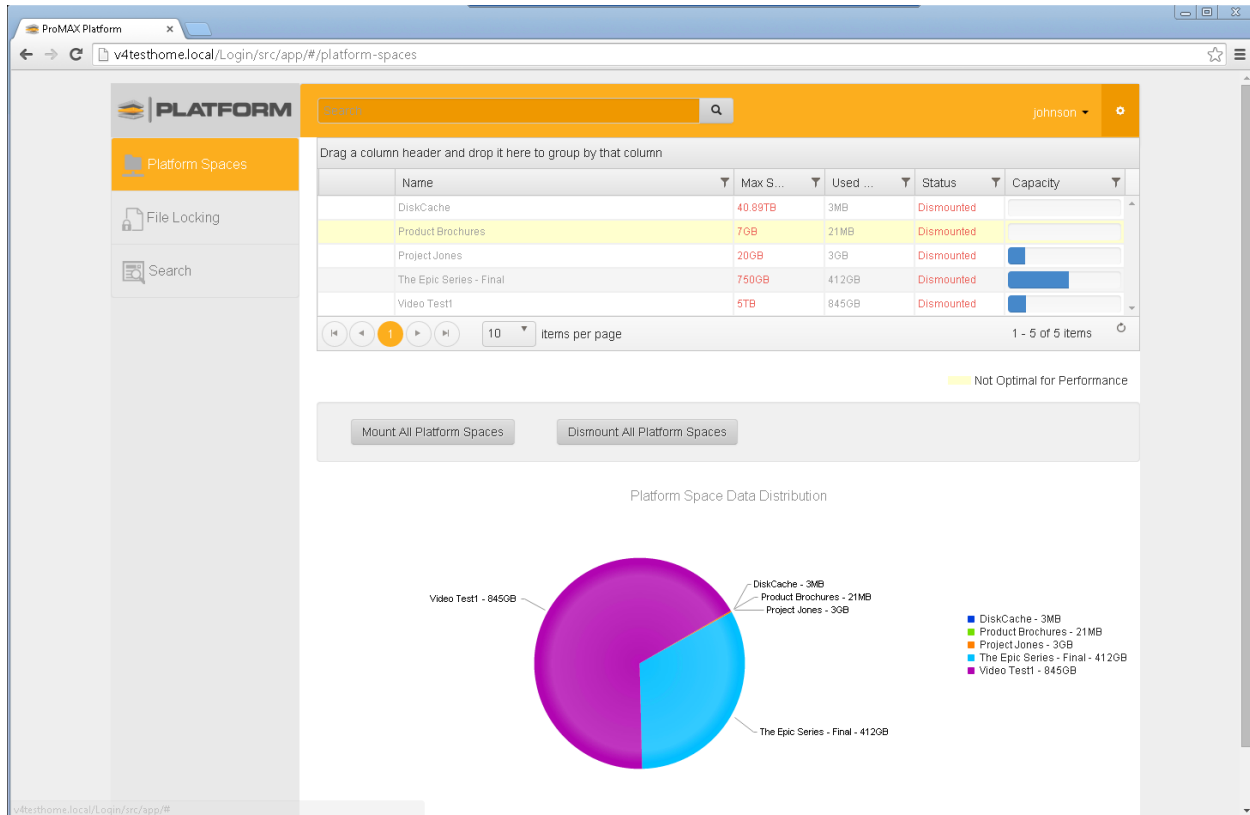 ProMAX Platform
v4testhome.local/Login/src/app/#/platform-spaces
PLATFORM
Search
johnson
Platform Spaces
File Locking
Search
Drag a column header and drop it here to group by that column
Name Max S... Used ... Status Capacity
DiskCache 40.89TB 3MB Dismounted
Product Brochures 7GB 21MB Dismounted
Project Jones 20GB 3GB Dismounted
The Epic Series - Final 750GB 412GB Dismounted
Video Test1 5TB 845GB Dismounted
1 10 items per page 1 - 5 of 5 items
Not Optimal for Performance
Mount All Platform Spaces Dismount All Platform Spaces
Platform Space Data Distribution
DiskCache - 3MB
Product Brochures - 21MB
Project Jones - 3GB
Video Test1 - 845GB
The Epic Series - Final - 412GB
DiskCache - 3MB
Product Brochures - 21MB
Project Jones - 3GB
The Epic Series - Final - 412GB
Video Test1 - 845GB
v4testhome.local/Login/src/app/#